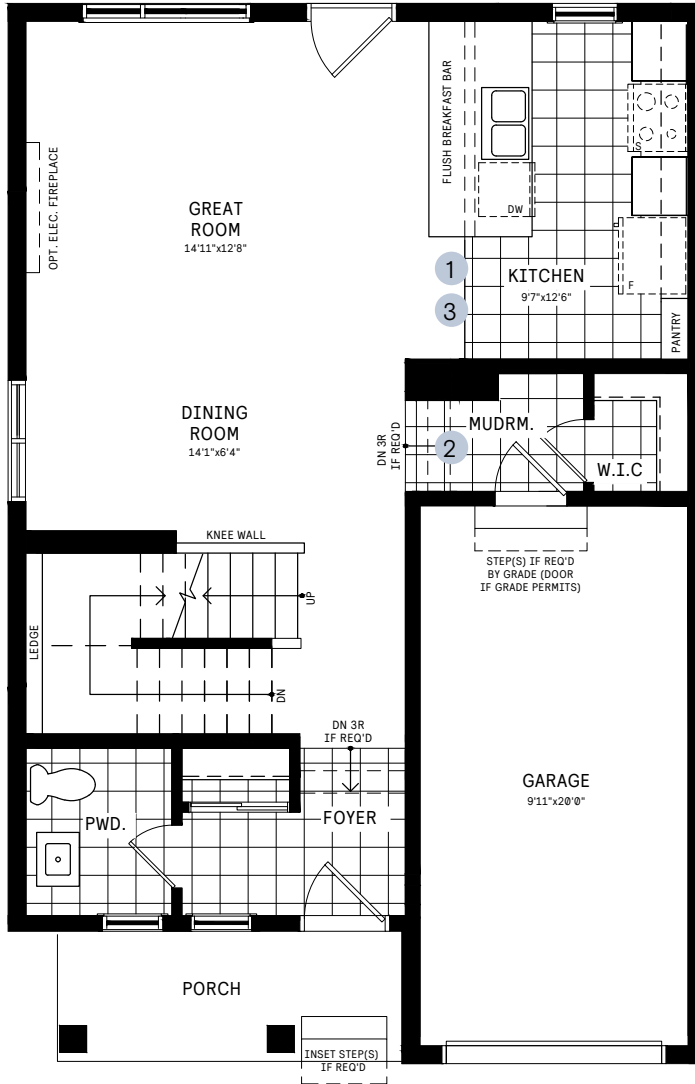 FLUSH BREAKFAST BAR
S
DW
OPT. ELEC. FIREPLACE
GREAT
ROOM
14'11"x12'8"
1
KITCHEN
9'7"x12'6"
F
3
PANTRY
DINING
ROOM
14'1"x6'4"
DN 3R
IF REQ'D
MUDRM.
2
W.I.C
KNEE WALL
STEP(S) IF REQ'D
BY GRADE (DOOR
IF GRADE PERMITS)
UP
LEDGE
DN
DN 3R
IF REQ'D
GARAGE
9'11"x20'0"
PWD.
FOYER
PORCH
INSET STEP(S)
IF REQ'D